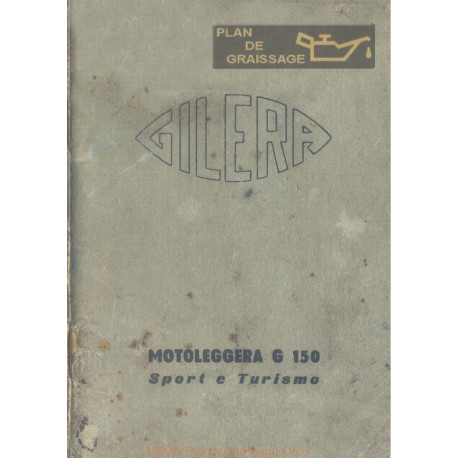 PLAN
DE
GRAISSAGE
GILERA
MOTOLEGGERA G 150
Sport e Turismo